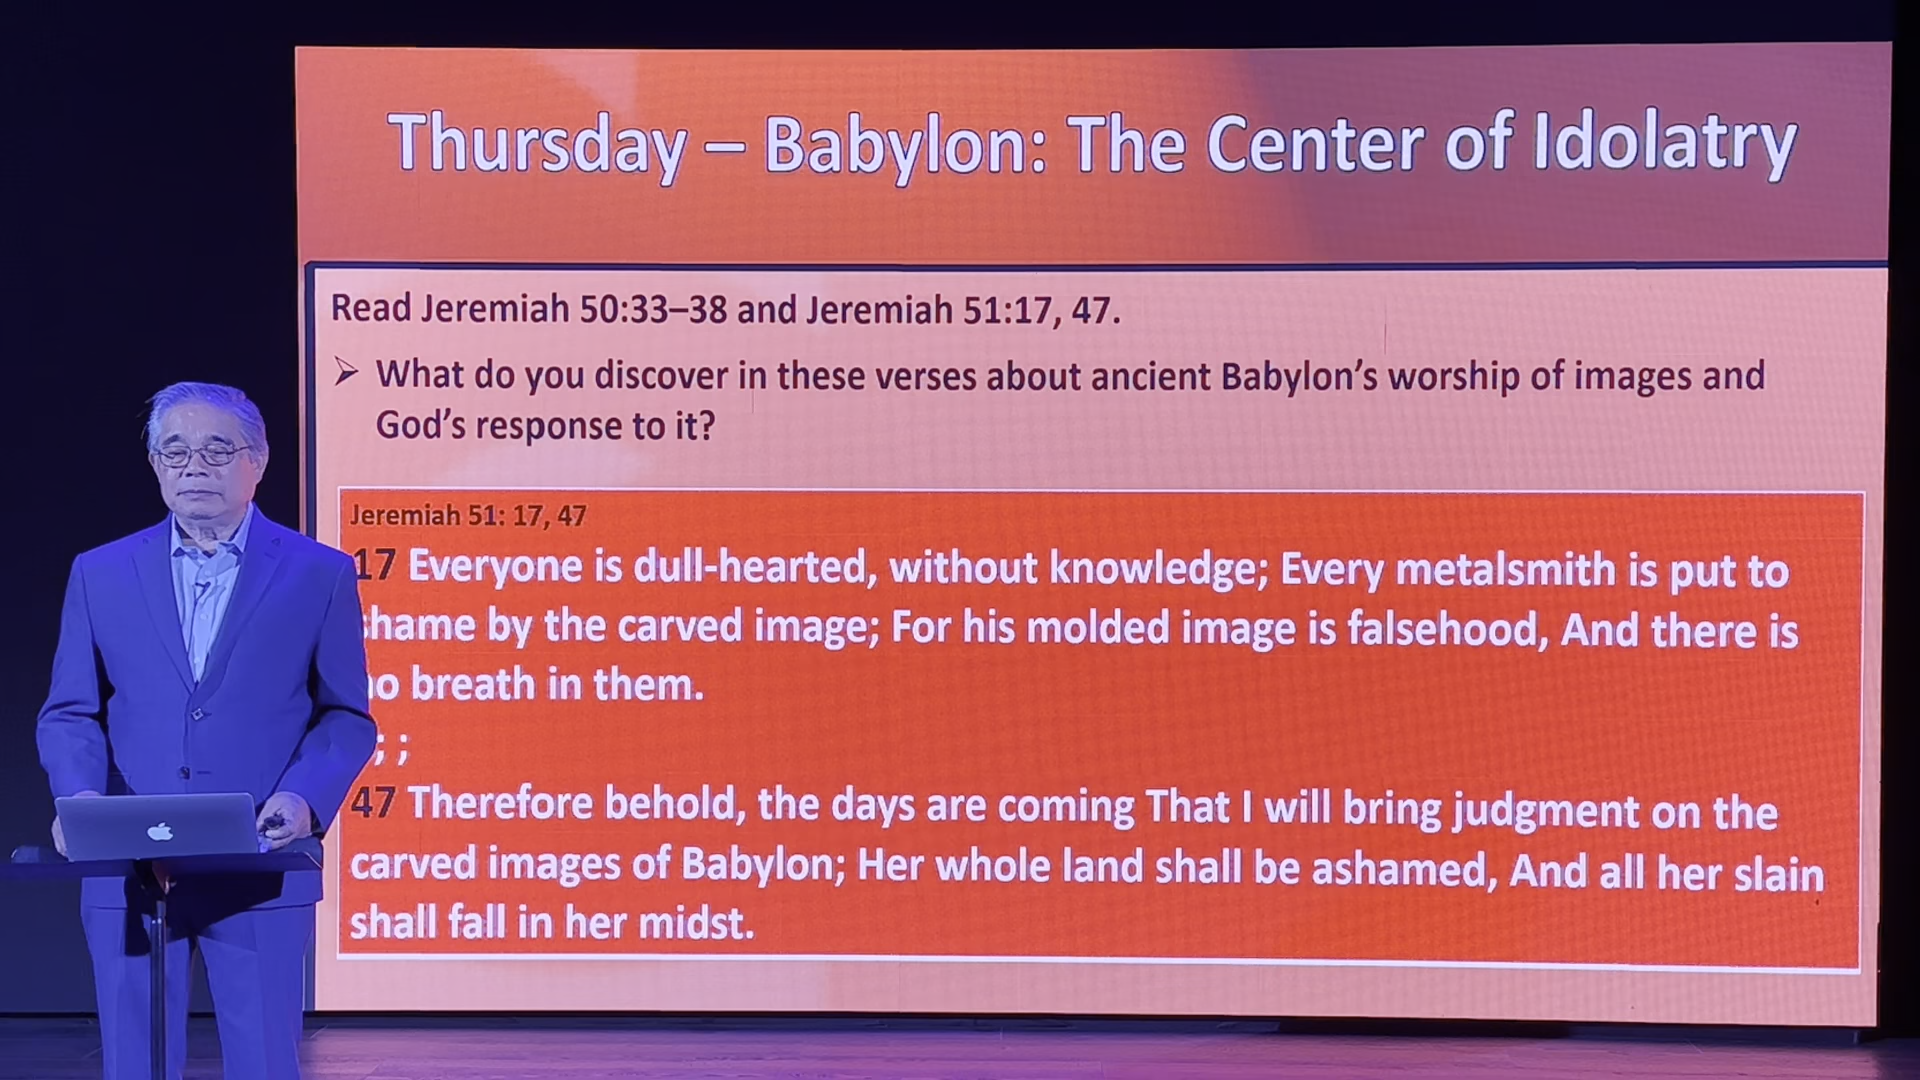 Thursday – Babylon: The Center of Idolatry
Read Jeremiah 50:33–38 and Jeremiah 51:17, 47.
➢ What do you discover in these verses about ancient Babylon’s worship of images and
God’s response to it?
Jeremiah 51: 17, 47
17 Everyone is dull-hearted, without knowledge; Every metalsmith is put to
shame by the carved image; For his molded image is falsehood, And there is
no breath in them.
; ;
47 Therefore behold, the days are coming That I will bring judgment on the
carved images of Babylon; Her whole land shall be ashamed, And all her slain
shall fall in her midst.